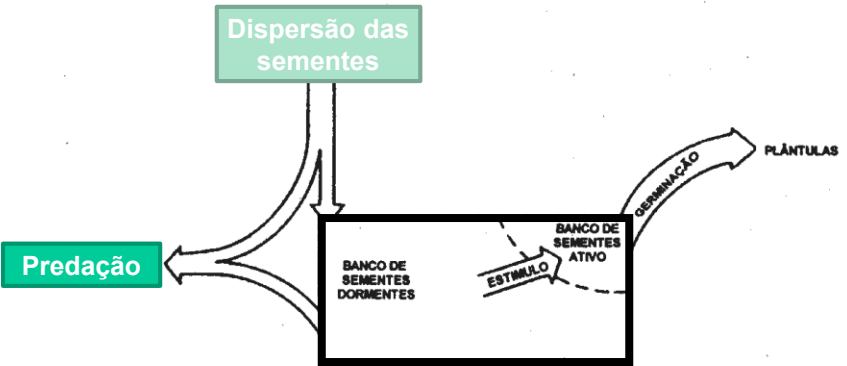 Dispersão das
sementes
PLÂNTULAS
GERMINAÇÃO
Predação
BANCO DE
SEMENTES
DORMENTES
ESTIMULO
BANCO DE
SEMENTES
ATIVO